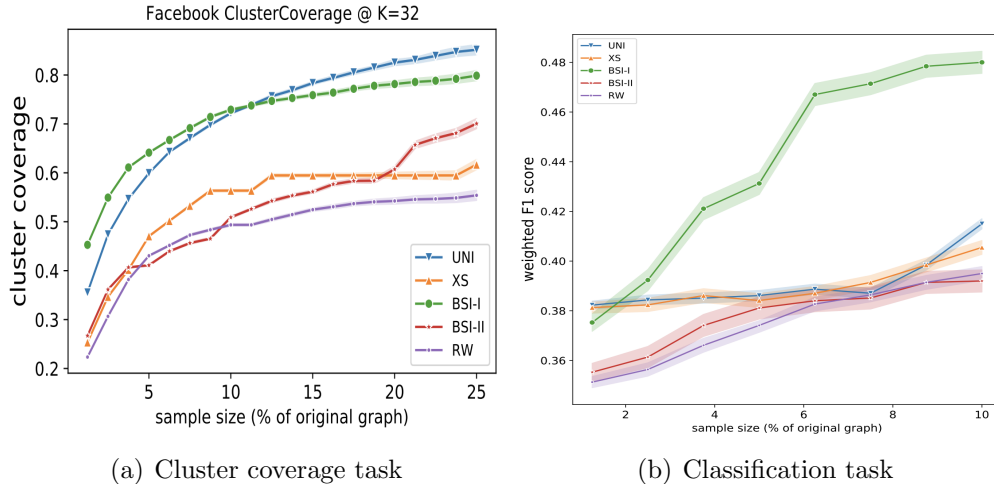 Facebook ClusterCoverage @ K=32
cluster coverage
0.8
0.7
0.6
0.5
0.4
0.3
0.2
UNI
XS
BSI-I
BSI-II
RW
5
10
15
20
25
sample size (% of original graph)
(a) Cluster coverage task
UNI
XS
BSI-I
BSI-II
RW
weighted F1 score
0.48
0.46
0.44
0.42
0.40
0.38
0.36
2
4
6
8
10
sample size (% of original graph)
(b) Classification task